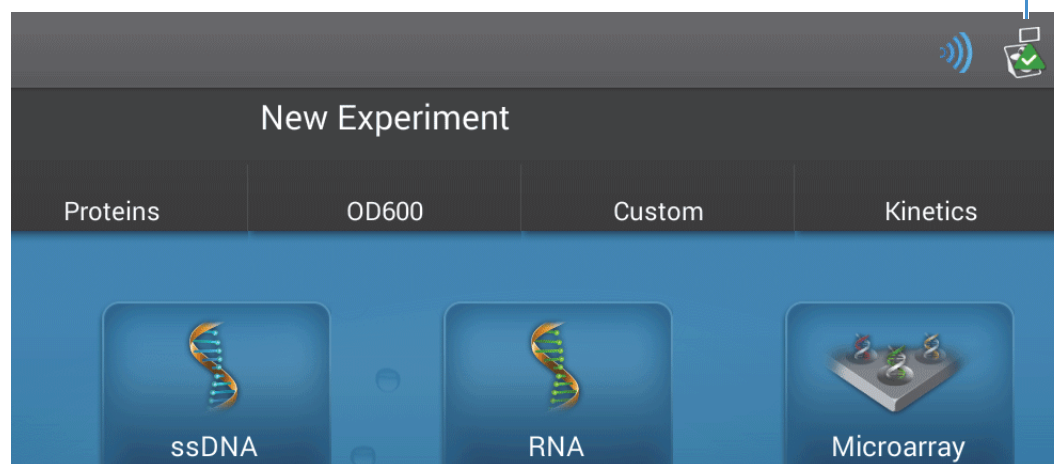 New Experiment
Proteins OD600 Custom Kinetics
ssDNA RNA Microarray